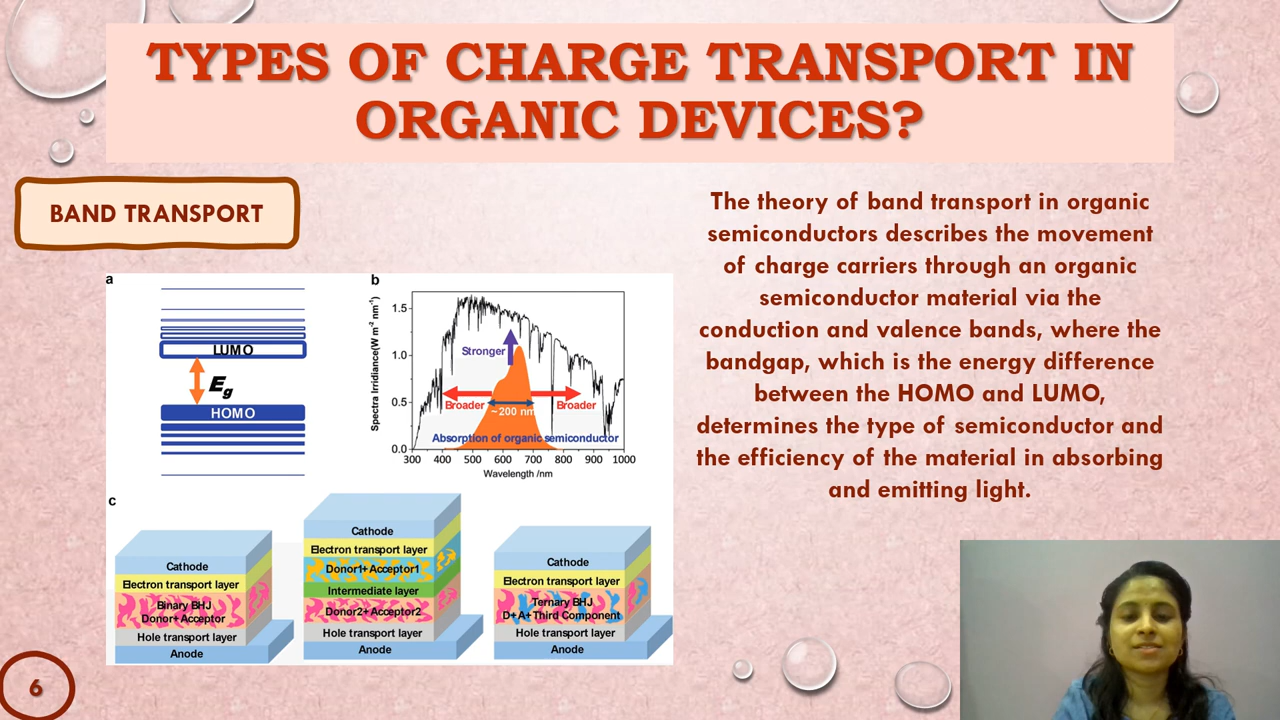 TYPES OF CHARGE TRANSPORT IN
ORGANIC DEVICES?
BAND TRANSPORT
The theory of band transport in organic
semiconductors describes the movement
of charge carriers through an organic
semiconductor material via the
conduction and valence bands, where the
bandgap, which is the energy difference
between the HOMO and LUMO,
determines the type of semiconductor and
the efficiency of the material in absorbing
and emitting light.
a
LUMO
Eg
HOMO
b
Spectra Irridiance(W m⁻² nm⁻¹)
1.5
1.0
0.5
0.0
Stronger
Broader
Broader
~200 nm
Absorption of organic semiconductor
300 400 500 600 700 800 900 1000
Wavelength /nm
c
Cathode
Electron transport layer
Binary BHJ
Donor+Acceptor
Hole transport layer
Anode
Cathode
Electron transport layer
Donor1+Acceptor1
Intermediate layer
Donor2+Acceptor2
Hole transport layer
Anode
Cathode
Electron transport layer
Ternary BHJ
D+A+Third Component
Hole transport layer
Anode
6